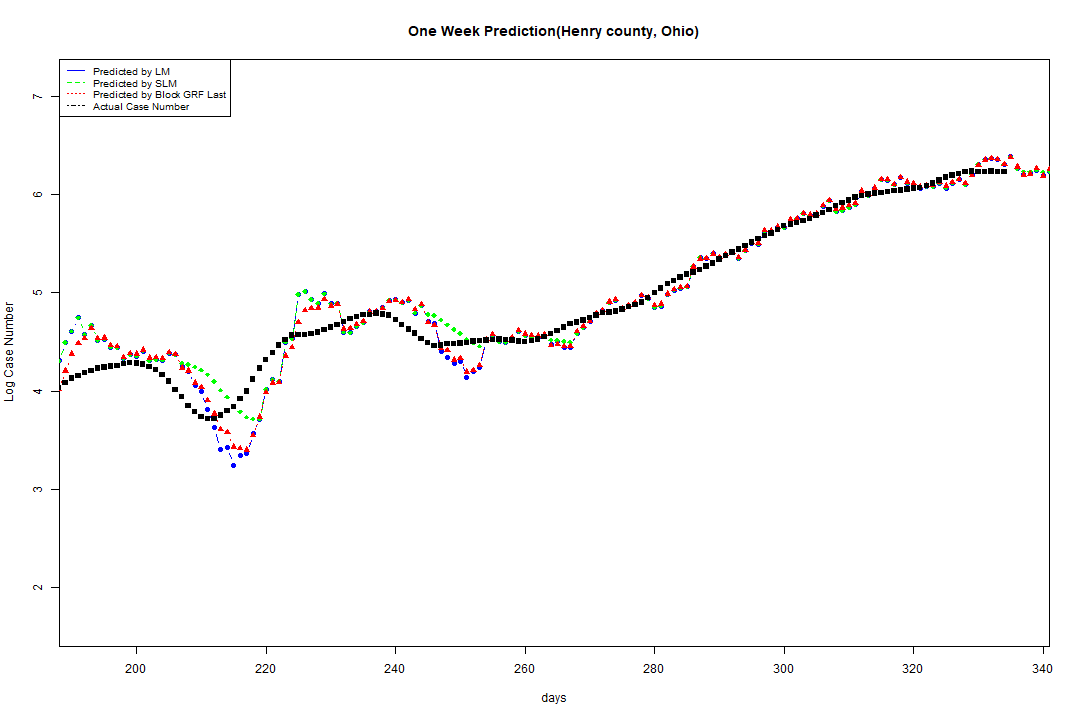 One Week Prediction(Henry county, Ohio)
Predicted by LM
Predicted by SLM
Predicted by Block GRF Last
Actual Case Number
Log Case Number
7
6
5
4
3
2
200 220 240 260 280 300 320 340
days